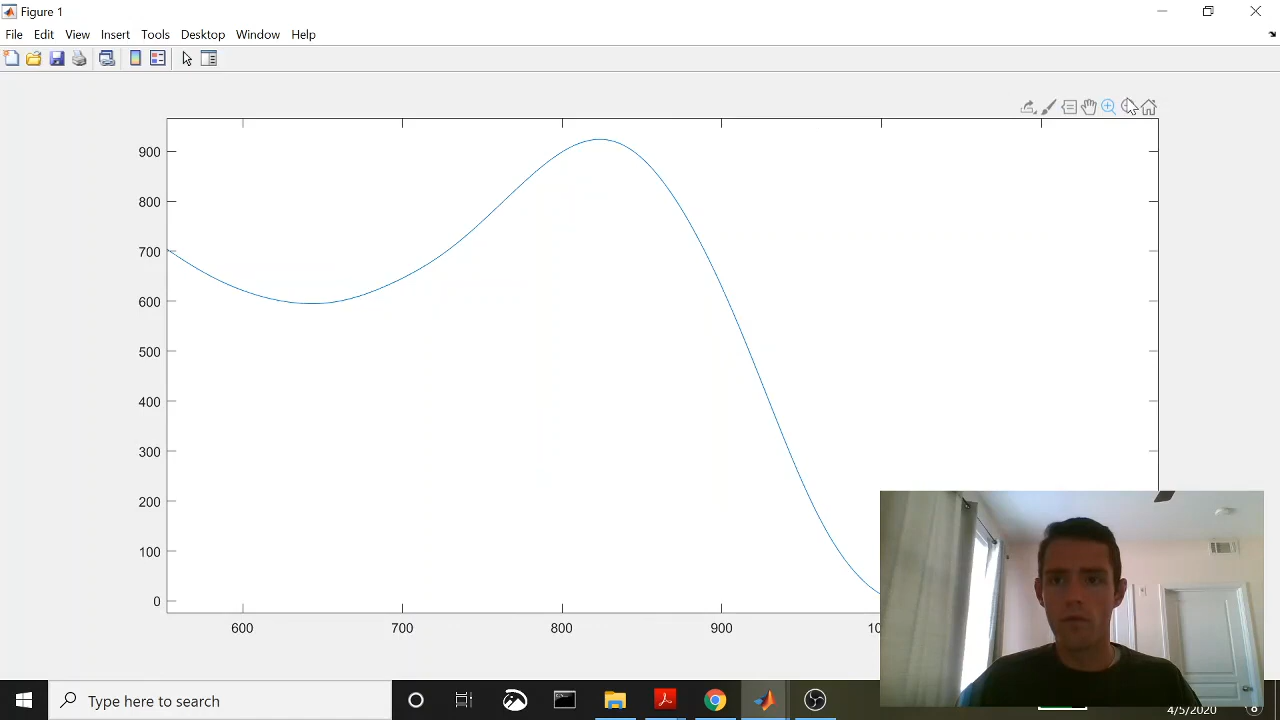 Figure 1
File Edit View Insert Tools Desktop Window Help
900
800
700
600
500
400
300
200
100
0
600 700 800 900
Type here to search
4/5/2020